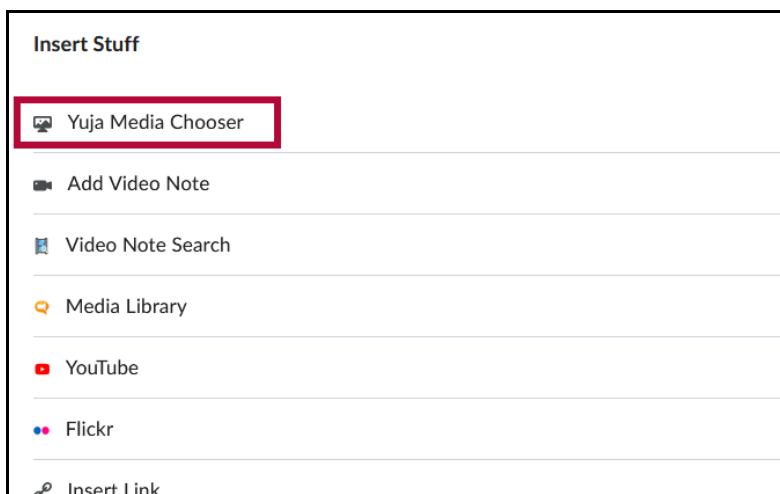 Insert Stuff
Yuja Media Chooser
Add Video Note
Video Note Search
Media Library
YouTube
Flickr
Insert Link